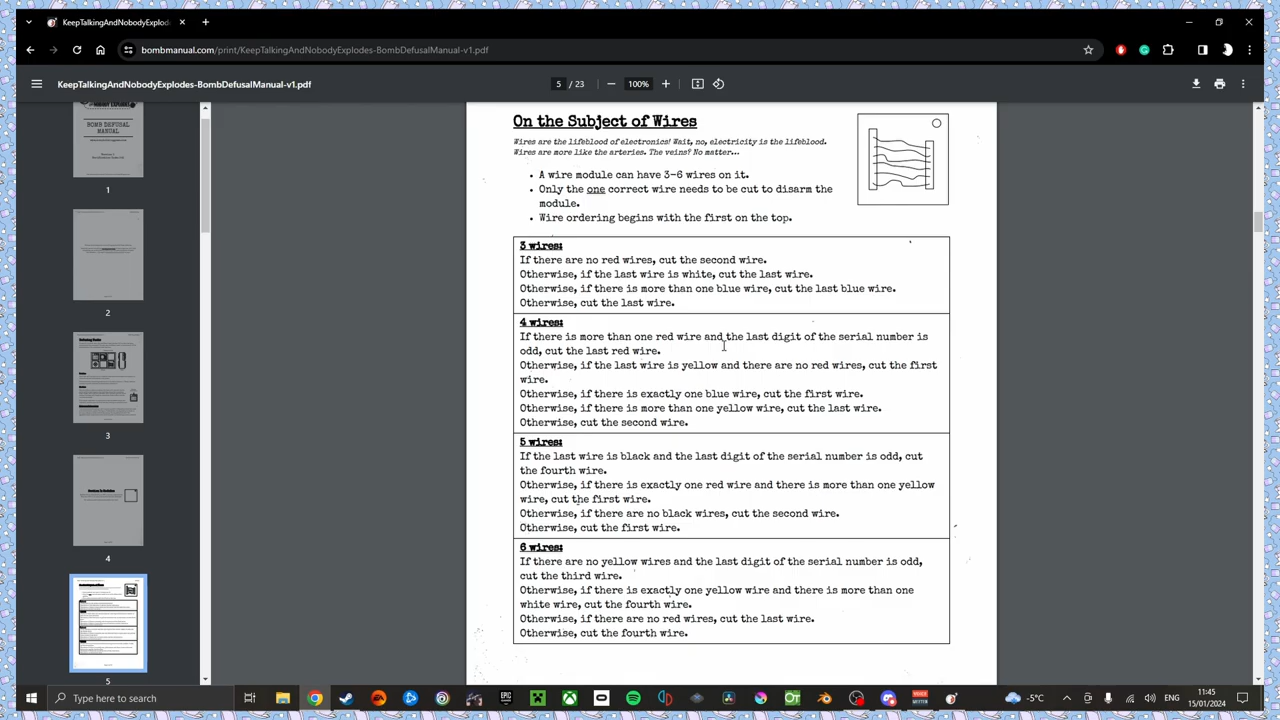 KeepTalkingAndNobodyExplod
bombmanual.com/print/KeepTalkingAndNobodyExplodes-BombDefusalManual-v1.pdf
KeepTalkingAndNobodyExplodes-BombDefusalManual-v1.pdf
5 / 23
100%
BOMB DEFUSAL
MANUAL
1
2
3
4
5
On the Subject of Wires
Wires are the lifeblood of electronics! Wait, no, electricity is the lifeblood.
Wires are more like the arteries. The veins? No matter...
• A wire module can have 3-6 wires on it.
• Only the one correct wire needs to be cut to disarm the
module.
• Wire ordering begins with the first on the top.
3 wires:
If there are no red wires, cut the second wire.
Otherwise, if the last wire is white, cut the last wire.
Otherwise, if there is more than one blue wire, cut the last blue wire.
Otherwise, cut the last wire.
4 wires:
If there is more than one red wire and the last digit of the serial number is
odd, cut the last red wire.
Otherwise, if the last wire is yellow and there are no red wires, cut the first
wire.
Otherwise, if there is exactly one blue wire, cut the first wire.
Otherwise, if there is more than one yellow wire, cut the last wire.
Otherwise, cut the second wire.
5 wires:
If the last wire is black and the last digit of the serial number is odd, cut
the fourth wire.
Otherwise, if there is exactly one red wire and there is more than one yellow
wire, cut the first wire.
Otherwise, if there are no black wires, cut the second wire.
Otherwise, cut the first wire.
6 wires:
If there are no yellow wires and the last digit of the serial number is odd,
cut the third wire.
Otherwise, if there is exactly one yellow wire and there is more than one
white wire, cut the fourth wire.
Otherwise, if there are no red wires, cut the last wire.
Otherwise, cut the fourth wire.
Type here to search
EPIC
-5°C
ENG
11:45
15/01/2024